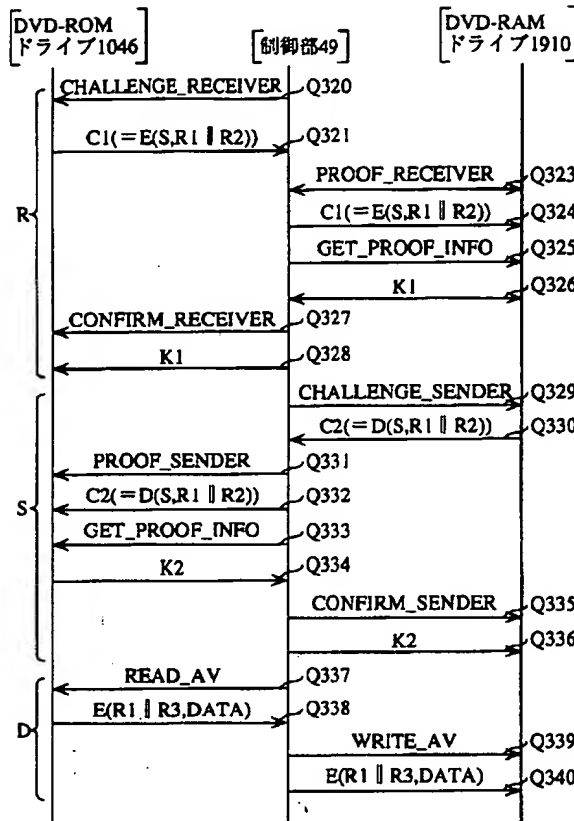 DVD-ROM
ドライブ1046
制御部49
DVD-RAM
ドライブ1910
CHALLENGE_RECEIVER
Q320
C1(=E(S,R1 ‖ R2))
Q321
PROOF_RECEIVER
Q323
R
C1(=E(S,R1 ‖ R2))
Q324
GET_PROOF_INFO
Q325
K1
Q326
CONFIRM_RECEIVER
Q327
K1
Q328
CHALLENGE_SENDER
Q329
C2(=D(S,R1 ‖ R2))
Q330
PROOF_SENDER
Q331
S
C2(=D(S,R1 ‖ R2))
Q332
GET_PROOF_INFO
Q333
K2
Q334
CONFIRM_SENDER
Q335
K2
Q336
READ_AV
Q337
D
E(R1 ‖ R3,DATA)
Q338
WRITE_AV
Q339
E(R1 ‖ R3,DATA)
Q340